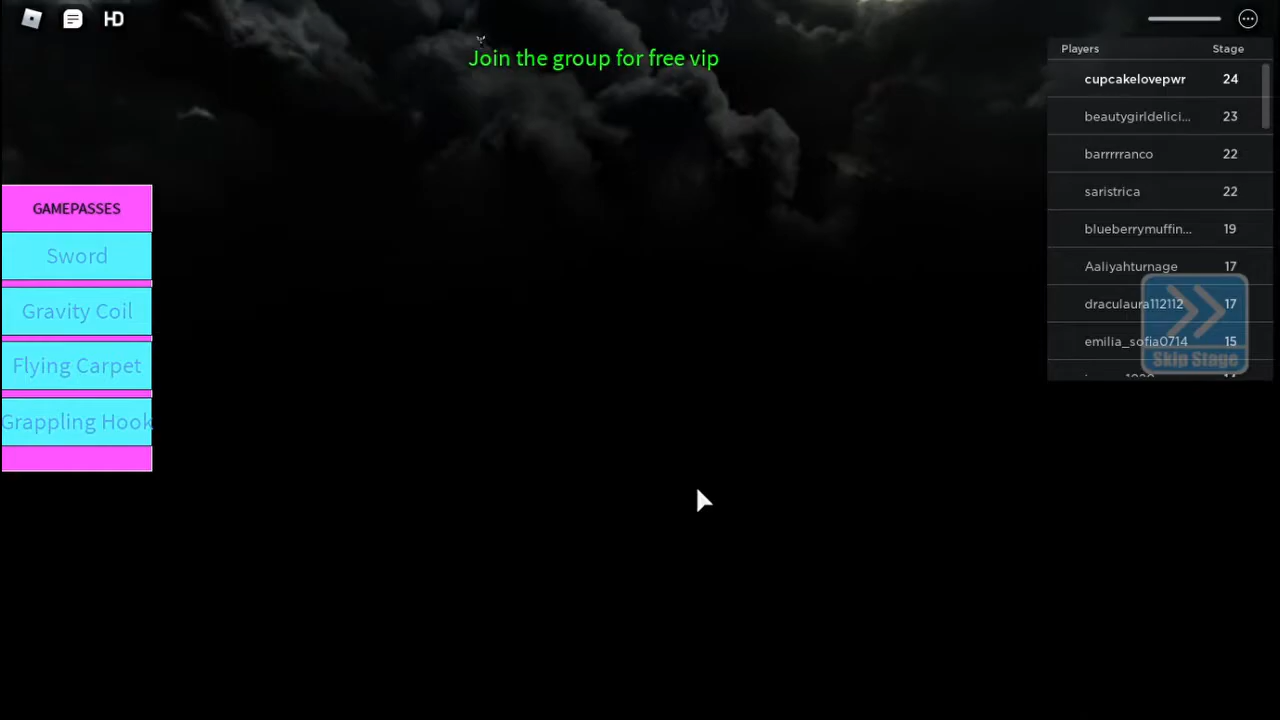 HD
Join the group for free vip
Players Stage
cupcakelovepwr 24
beautygirldelici... 23
barrrrranco 22
saristrica 22
blueberrymuffin... 19
Aaliyahturnage 17
draculaura112112 17
emilia_sofia0714 15
Skip Stage
GAMEPASSES
Sword
Gravity Coil
Flying Carpet
Grappling Hook